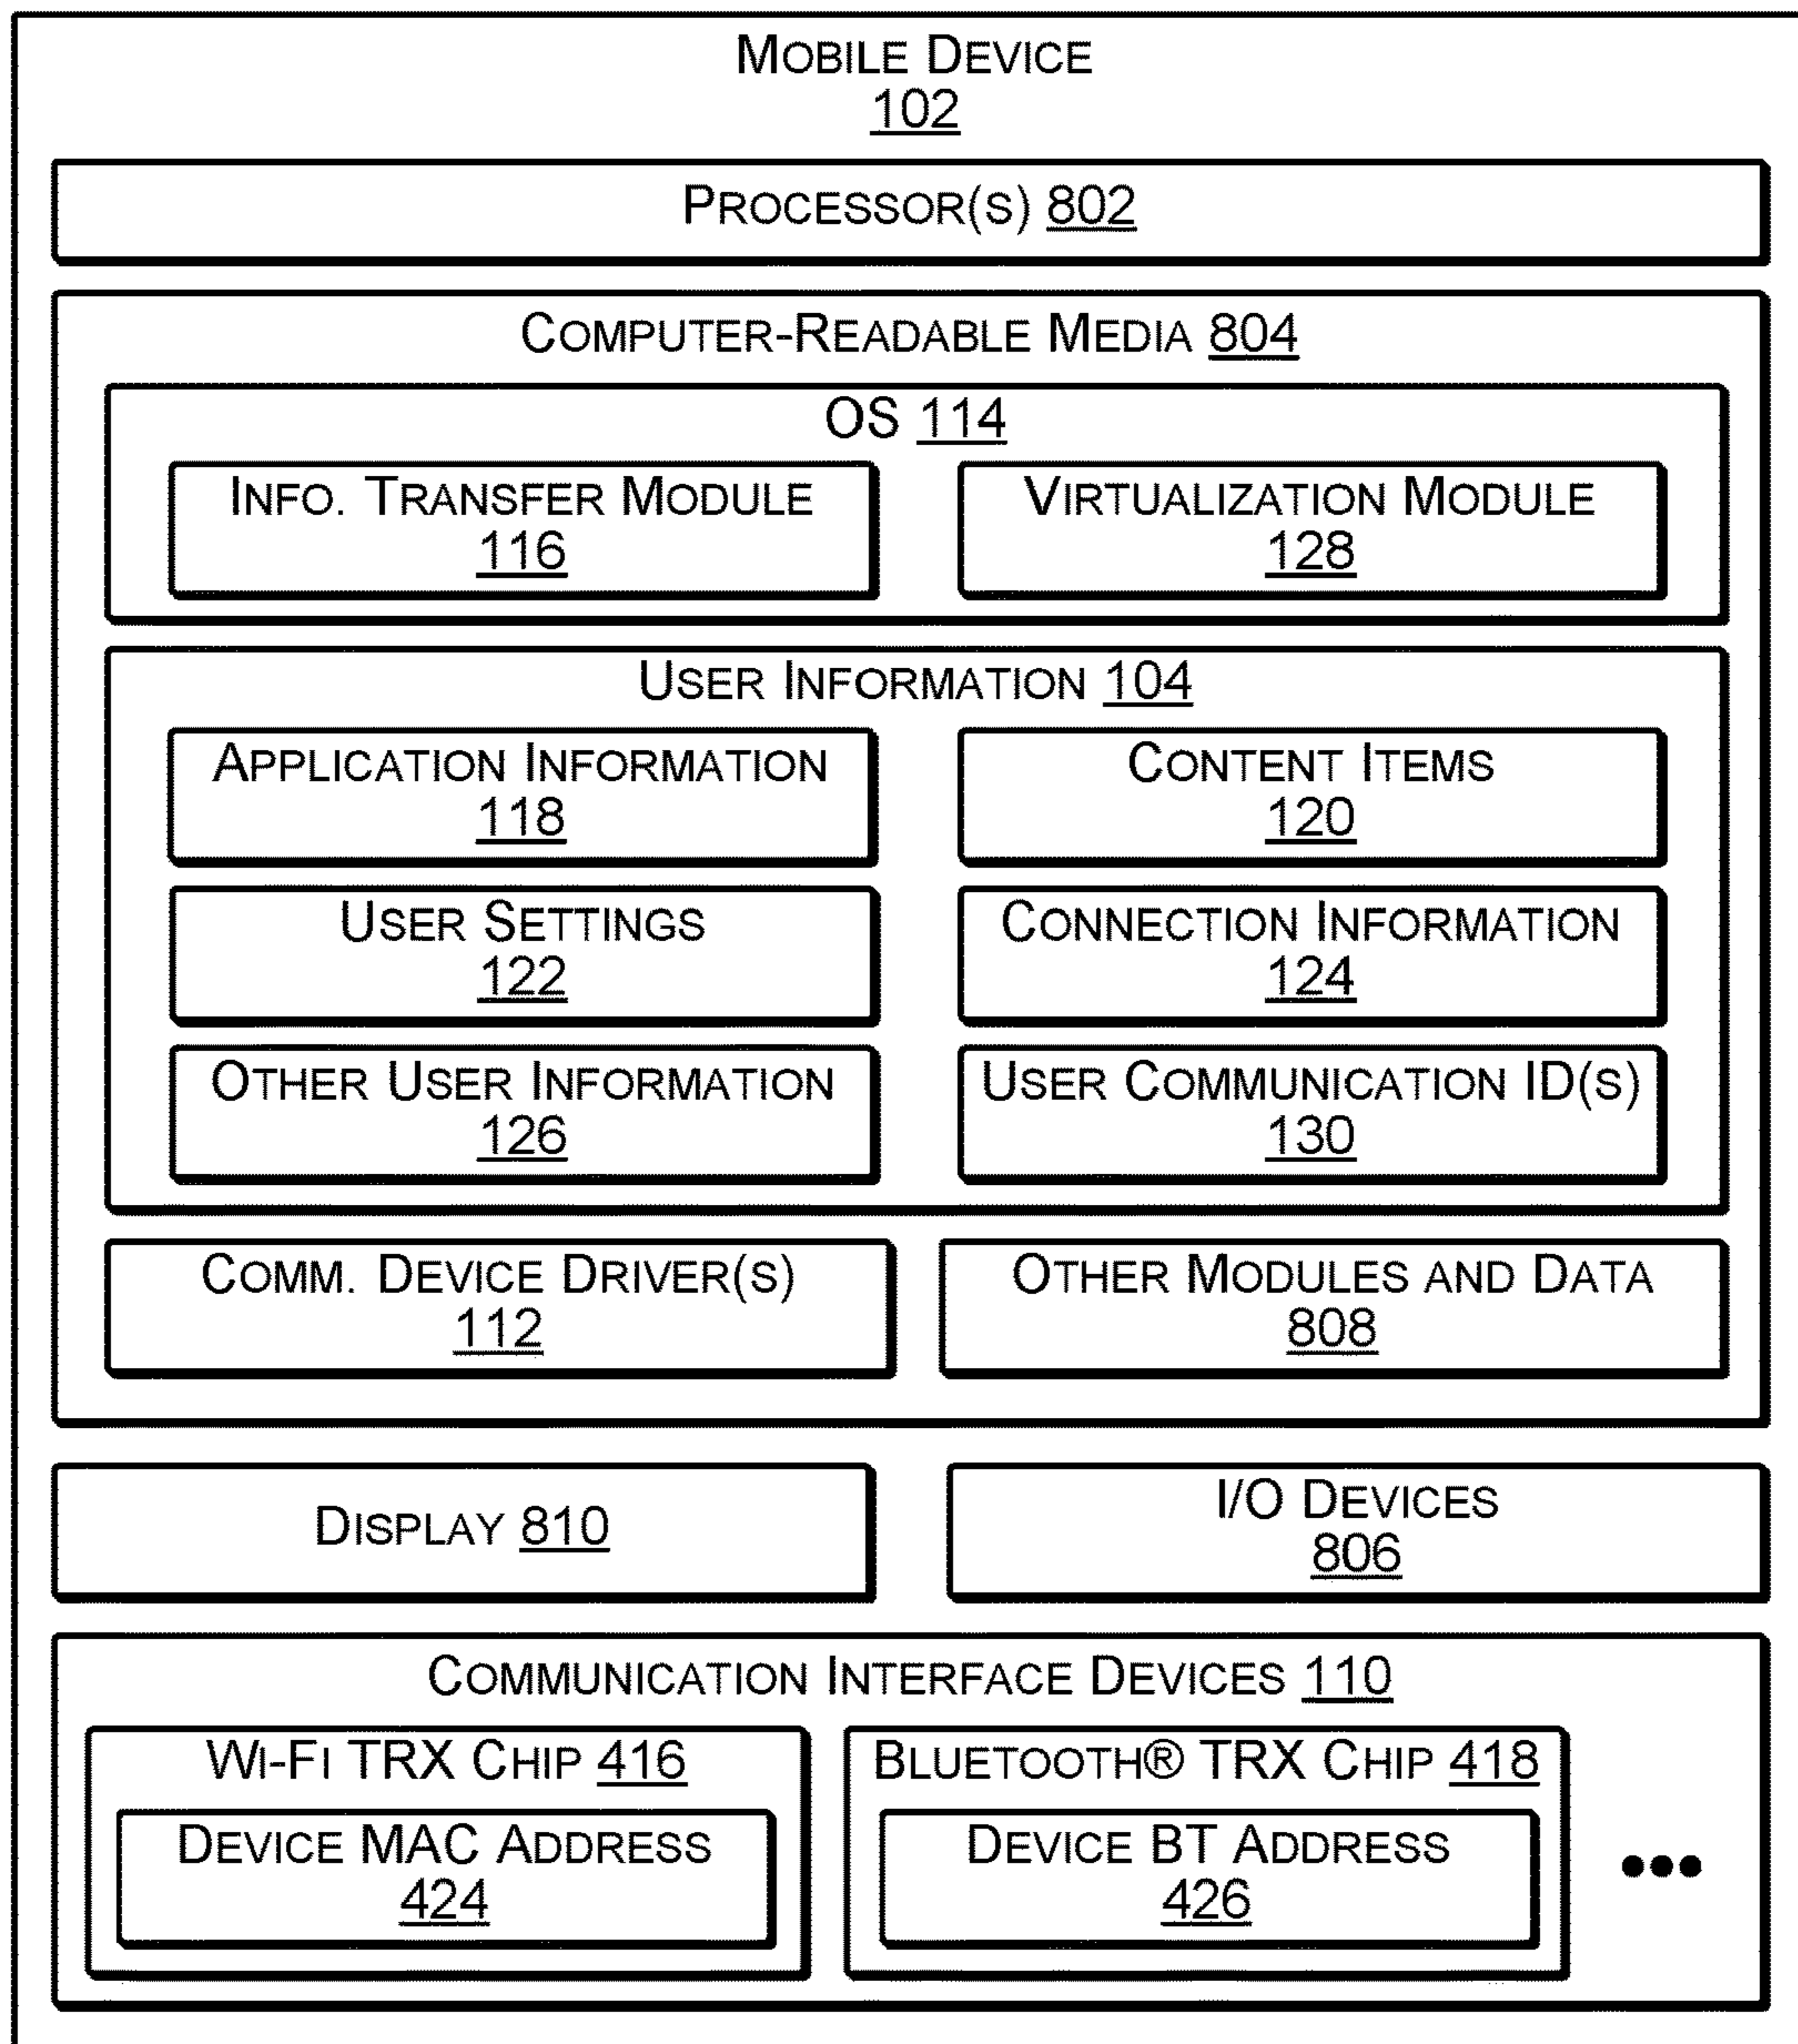 MOBILE DEVICE
102
PROCESSOR(S) 802
COMPUTER-READABLE MEDIA 804
OS 114
INFO. TRANSFER MODULE
116
VIRTUALIZATION MODULE
128
USER INFORMATION 104
APPLICATION INFORMATION
118
CONTENT ITEMS
120
USER SETTINGS
122
CONNECTION INFORMATION
124
OTHER USER INFORMATION
126
USER COMMUNICATION ID(S)
130
COMM. DEVICE DRIVER(S)
112
OTHER MODULES AND DATA
808
DISPLAY 810
I/O DEVICES
806
COMMUNICATION INTERFACE DEVICES 110
WI-FI TRX CHIP 416
DEVICE MAC ADDRESS
424
BLUETOOTH® TRX CHIP 418
DEVICE BT ADDRESS
426
•••